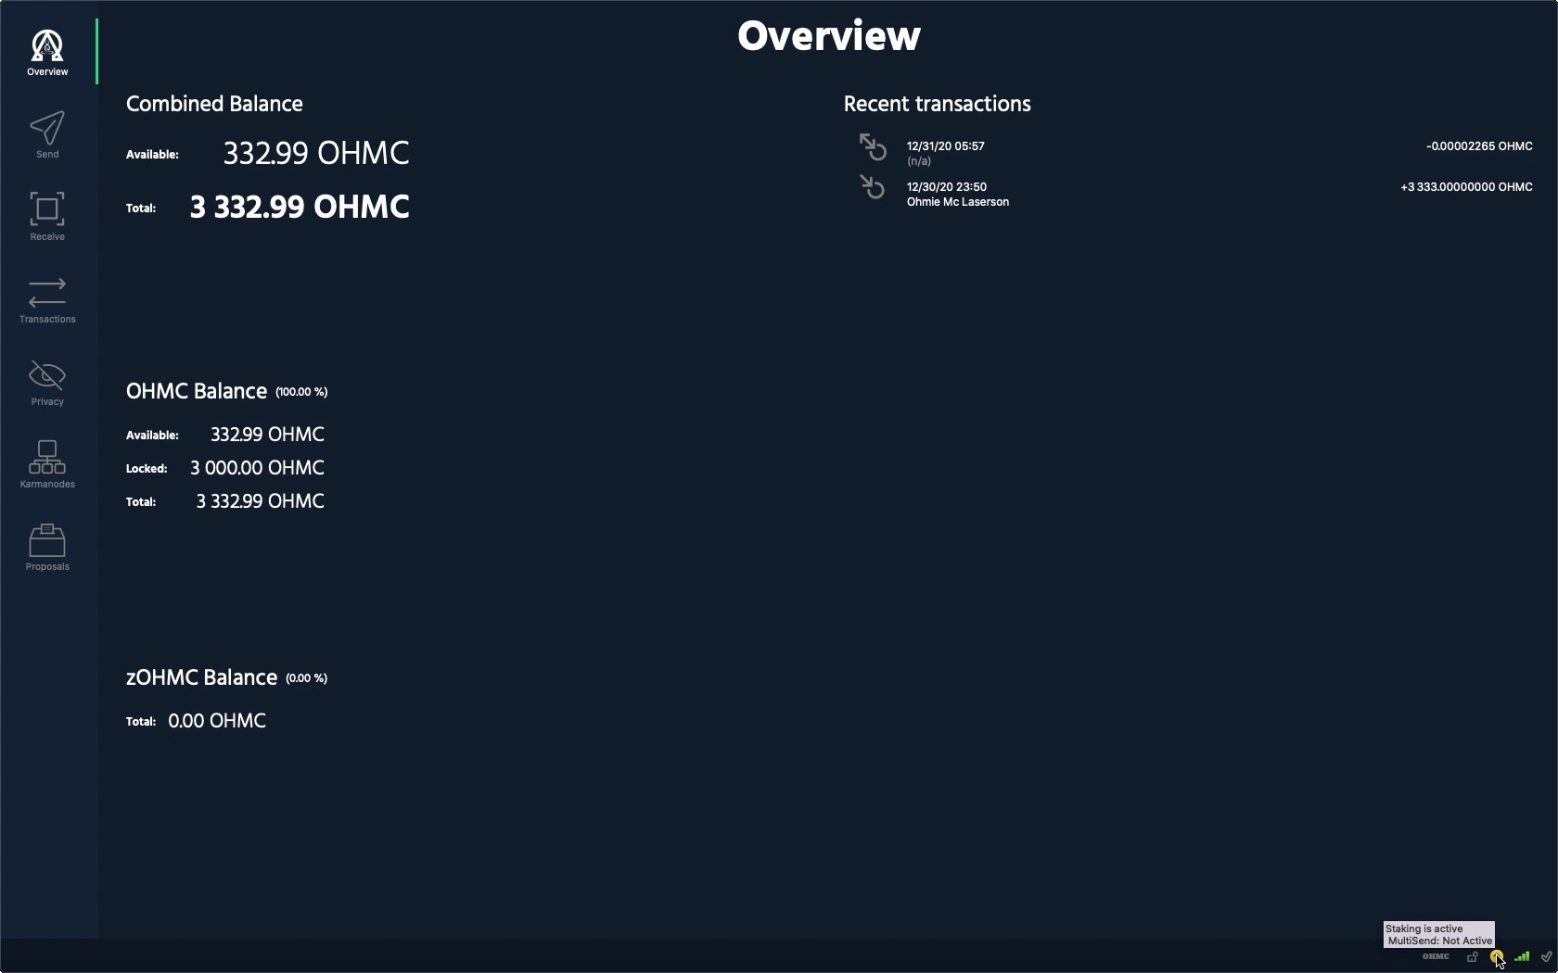 Overview
Overview
Send
Receive
Transactions
Privacy
Karmanodes
Proposals
Combined Balance
Available: 332.99 OHMC
Total: 3 332.99 OHMC
OHMC Balance (100.00 %)
Available: 332.99 OHMC
Locked: 3 000.00 OHMC
Total: 3 332.99 OHMC
zOHMC Balance (0.00 %)
Total: 0.00 OHMC
Recent transactions
12/31/20 05:57 -0.00002265 OHMC
(n/a)
12/30/20 23:50 +3 333.00000000 OHMC
Ohmie Mc Laserson
Staking is active
MultiSend: Not Active
OHMC